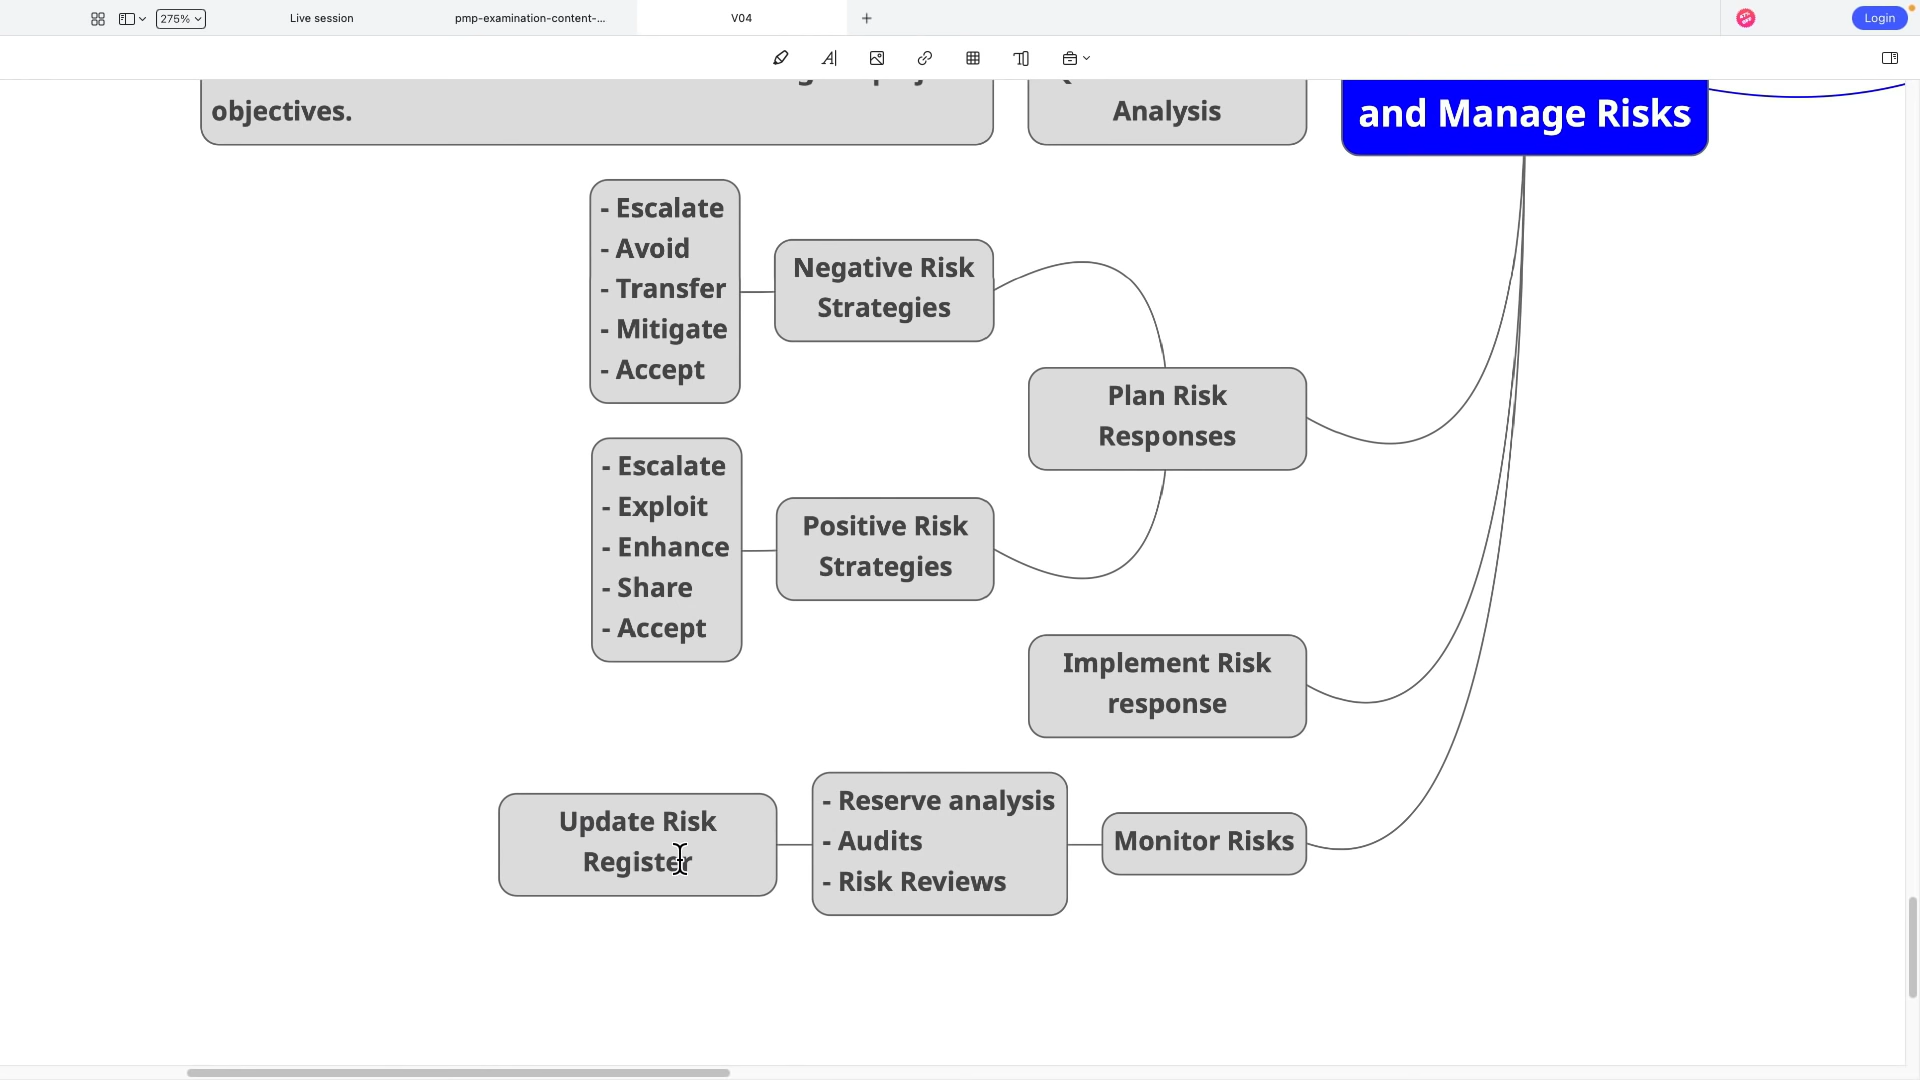 275%
Live session
pmp-examination-content-...
V04
Login
objectives.
Analysis
and Manage Risks
- Escalate
- Avoid
- Transfer
- Mitigate
- Accept
Negative Risk
Strategies
Plan Risk
Responses
- Escalate
- Exploit
- Enhance
- Share
- Accept
Positive Risk
Strategies
Implement Risk
response
Update Risk
Register
- Reserve analysis
- Audits
- Risk Reviews
Monitor Risks